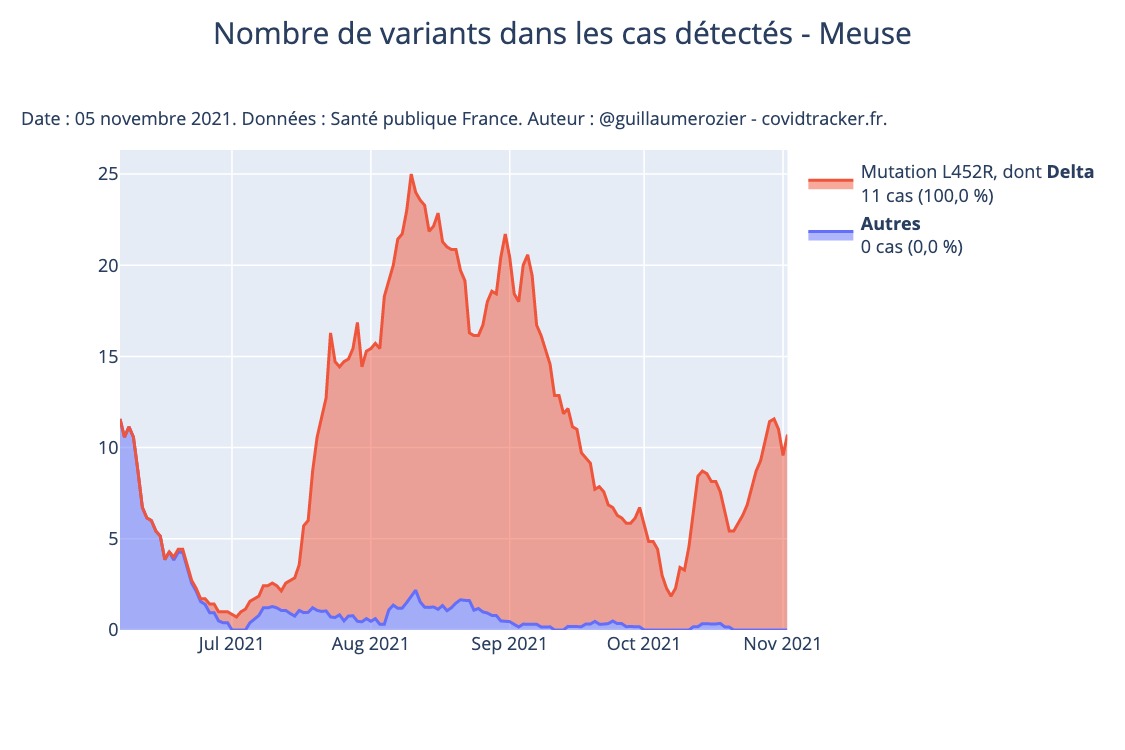 Nombre de variants dans les cas détectés - Meuse
Date : 05 novembre 2021. Données : Santé publique France. Auteur : @guillaumerozier - covidtracker.fr.
25
20
15
10
5
0
Jul 2021
Aug 2021
Sep 2021
Oct 2021
Nov 2021
Mutation L452R, dont Delta
11 cas (100,0 %)
Autres
0 cas (0,0 %)